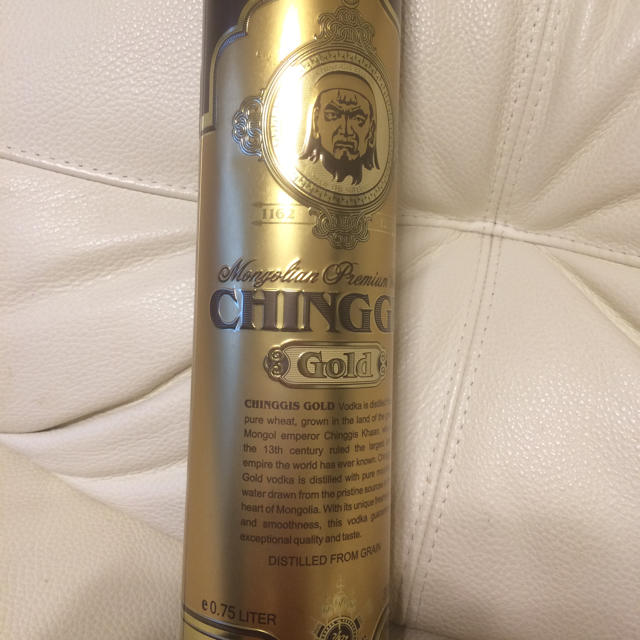 1162
Mongolian Premium
CHINGG
Gold
CHINGGIS GOLD Vodka is distilled
pure wheat, grown in the land of the
Mongol emperor Chinggis Khaan,
the 13th century ruled the largest
empire the world has ever known.
Gold vodka is distilled with pure
water drawn from the pristine
heart of Mongolia. With its unique
and smoothness, this vodka
exceptional quality and taste.
DISTILLED FROM GRAIN
e 0.75 LITER